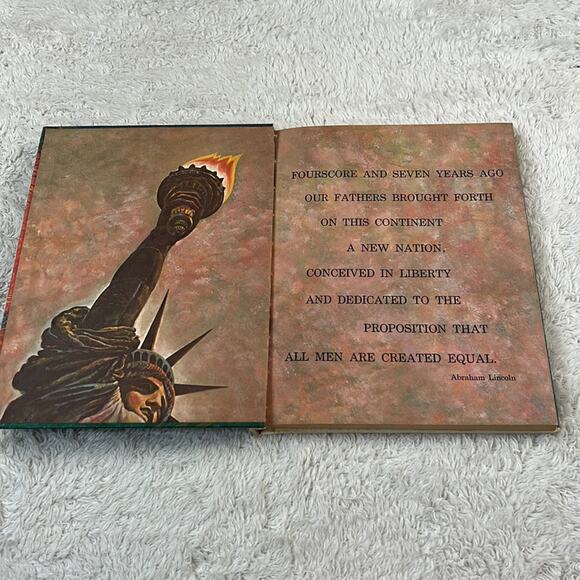 FOURSCORE AND SEVEN YEARS AGO
OUR FATHERS BROUGHT FORTH
ON THIS CONTINENT
A NEW NATION,
CONCEIVED IN LIBERTY
AND DEDICATED TO THE
PROPOSITION THAT
ALL MEN ARE CREATED EQUAL.
Abraham Lincoln